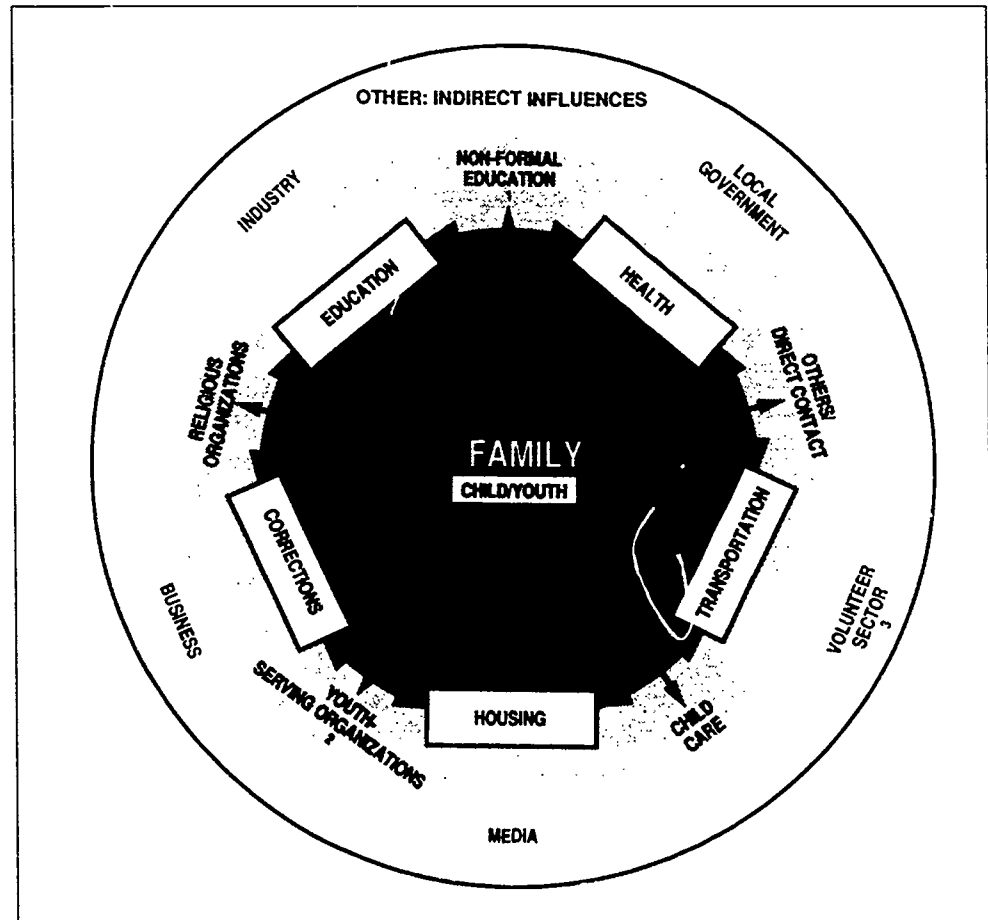 OTHER: INDIRECT INFLUENCES
NON-FORMAL
EDUCATION
INDUSTRY
LOCAL
GOVERNMENT
EDUCATION
HEALTH
RELIGIOUS
ORGANIZATIONS
OTHERS/
DIRECT CONTACT
FAMILY
CHILD/YOUTH
CORRECTIONS
TRANSPORTATION
BUSINESS
VOLUNTEER
SECTOR
3
YOUTH-
SERVING ORGANIZATIONS
2
HOUSING
CHILD
CARE
MEDIA